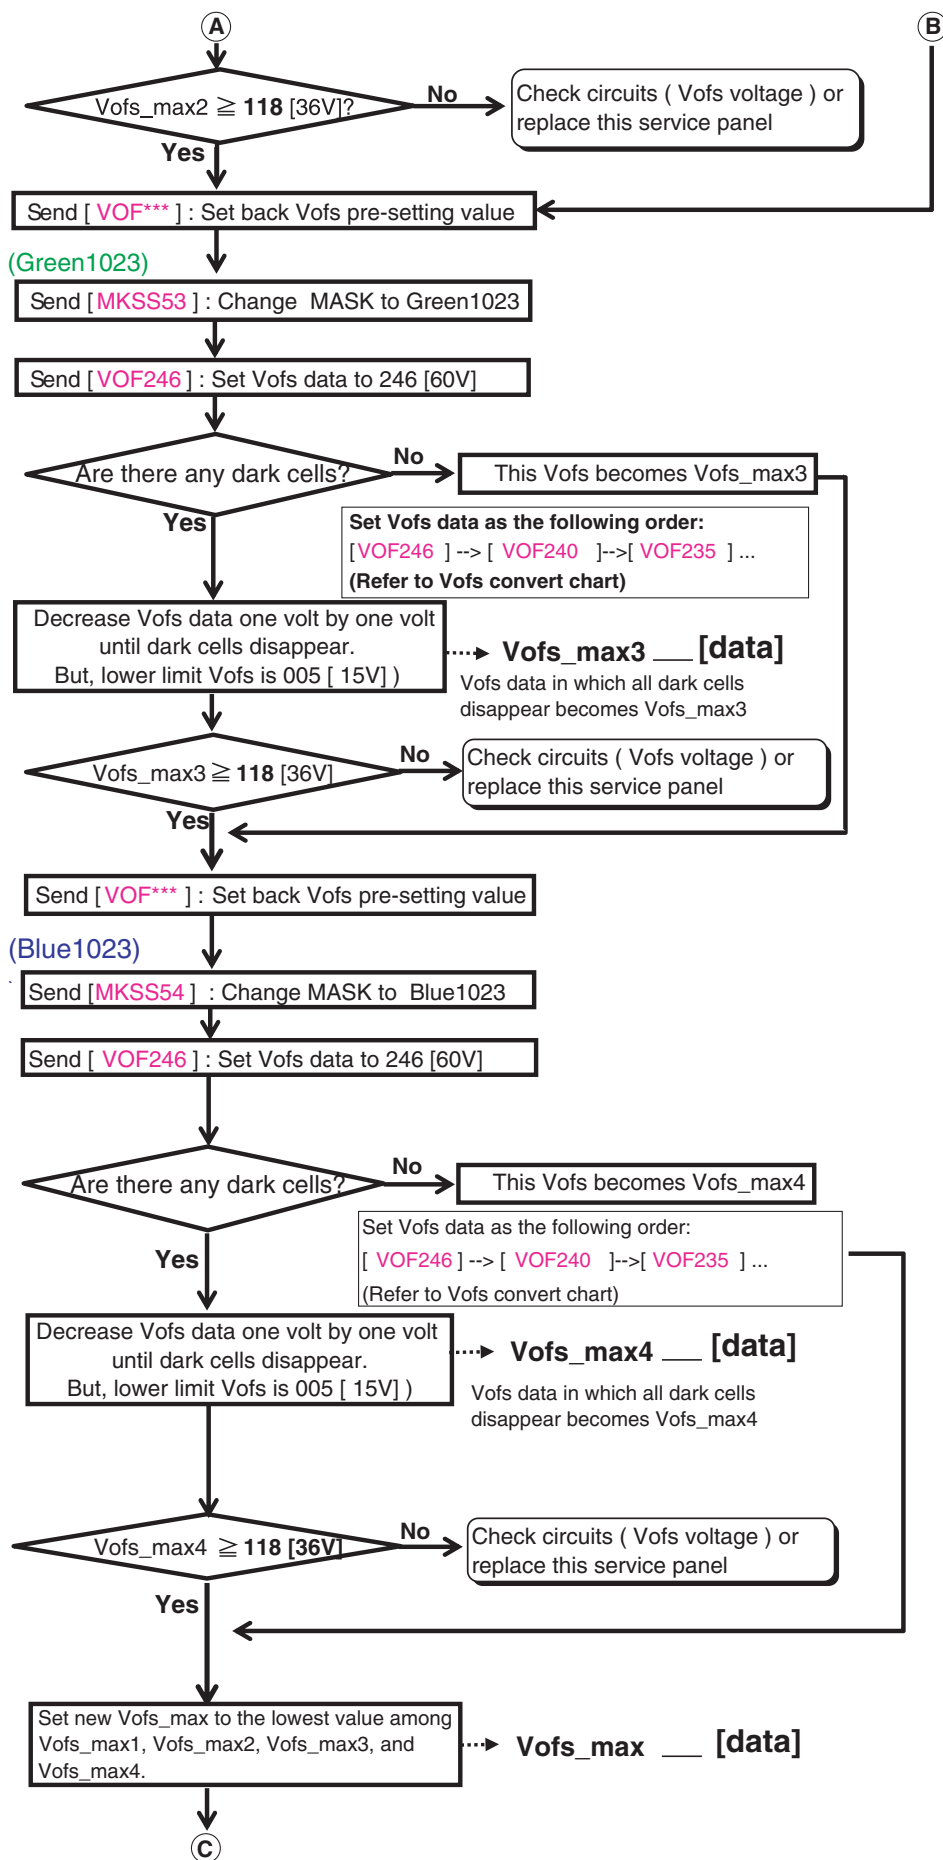 A
B
Vofs_max2 ≧ 118 [36V]?
No
Check circuits ( Vofs voltage ) or
replace this service panel
Yes
Send [ VOF*** ] : Set back Vofs pre-setting value
(Green1023)
Send [MKSS53 ] : Change MASK to Green1023
Send [VOF246 ] : Set Vofs data to 246 [60V]
Are there any dark cells?
No
This Vofs becomes Vofs_max3
Yes
Set Vofs data as the following order:
[VOF246 ] --> [ VOF240 ]-->[ VOF235 ] ...
(Refer to Vofs convert chart)
Decrease Vofs data one volt by one volt
until dark cells disappear.
But, lower limit Vofs is 005 [ 15V] )
Vofs_max3 ___ [data]
Vofs data in which all dark cells
disappear becomes Vofs_max3
Vofs_max3 ≧ 118 [36V]
No
Check circuits ( Vofs voltage ) or
replace this service panel
Yes
Send [ VOF*** ] : Set back Vofs pre-setting value
(Blue1023)
Send [MKSS54 ] : Change MASK to Blue1023
Send [ VOF246 ] : Set Vofs data to 246 [60V]
Are there any dark cells?
No
This Vofs becomes Vofs_max4
Yes
Set Vofs data as the following order:
[ VOF246 ] --> [ VOF240 ]-->[ VOF235 ] ...
(Refer to Vofs convert chart)
Decrease Vofs data one volt by one volt
until dark cells disappear.
But, lower limit Vofs is 005 [ 15V] )
Vofs_max4 ___ [data]
Vofs data in which all dark cells
disappear becomes Vofs_max4
Vofs_max4 ≧ 118 [36V]
No
Check circuits ( Vofs voltage ) or
replace this service panel
Yes
Set new Vofs_max to the lowest value among
Vofs_max1, Vofs_max2, Vofs_max3, and
Vofs_max4.
Vofs_max ___ [data]
C